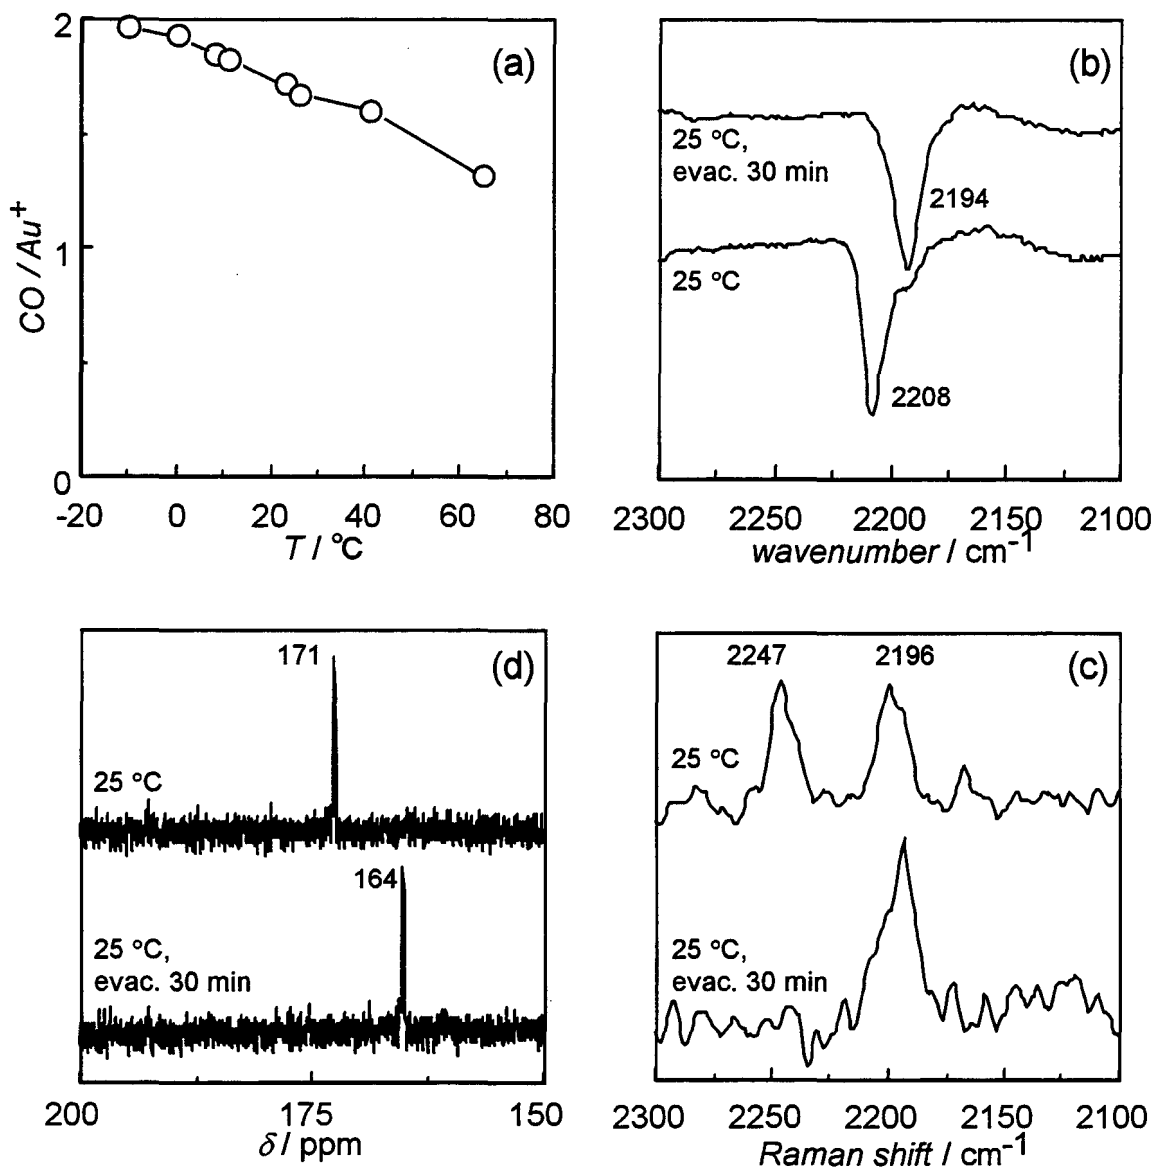 (a)
2
1
0
CO / Au⁺
-20 0 20 40 60 80
T / °C
(b)
25 °C,
evac. 30 min
2194
25 °C
2208
2300 2250 2200 2150 2100
wavenumber / cm⁻¹
(d)
171
25 °C
164
25 °C,
evac. 30 min
200 175 150
δ / ppm
(c)
2247 2196
25 °C
25 °C,
evac. 30 min
2300 2250 2200 2150 2100
Raman shift / cm⁻¹